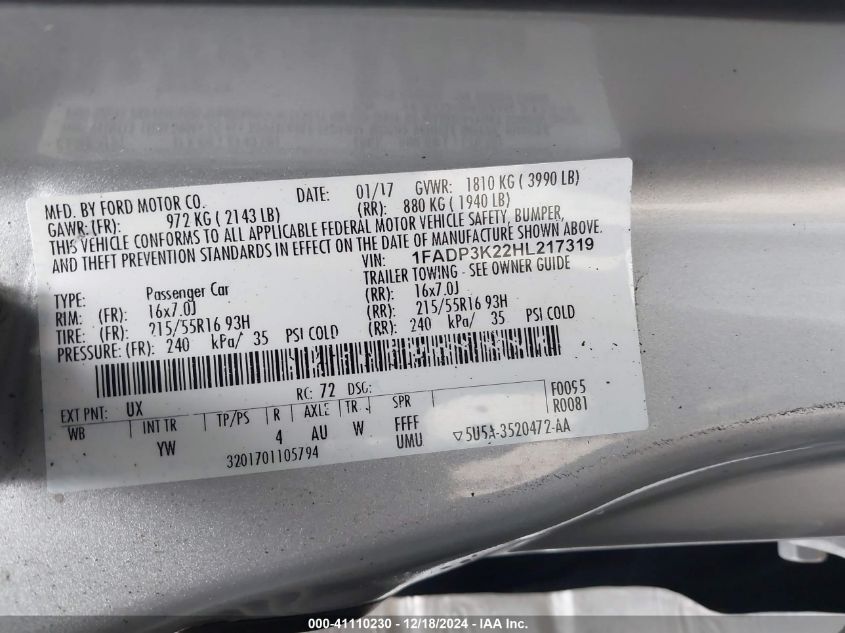 MFD. BY FORD MOTOR CO. DATE: 01/17 GVWR: 1810 KG ( 3990 LB)
GAWR:(FR): 972 KG ( 2143 LB) (RR): 880 KG ( 1940 LB)
THIS VEHICLE CONFORMS TO ALL APPLICABLE FEDERAL MOTOR VEHICLE SAFETY, BUMPER,
AND THEFT PREVENTION STANDARDS IN EFFECT ON THE DATE OF MANUFACTURE SHOWN ABOVE.
VIN: 1FADP3K22HL217319
TRAILER TOWING - SEE OWNER GUIDE
TYPE: Passenger Car
RIM: (FR): 16x7.0J (RR): 16x7.0J
TIRE: (FR): 215/55R16 93H (RR): 215/55R16 93H
PRESSURE: (FR): 240 kPa/ 35 PSI COLD (RR): 240 kPa/ 35 PSI COLD
EXT PNT: UX RC: 72 DSO: F0055
R0081
WB INT TR TP/PS R AXLE TR SPR
YW 4 AU W FFFF
UMU
▽5U5A-3520472-AA
3201701105794
000-41110230 - 12/18/2024 - IAA Inc.